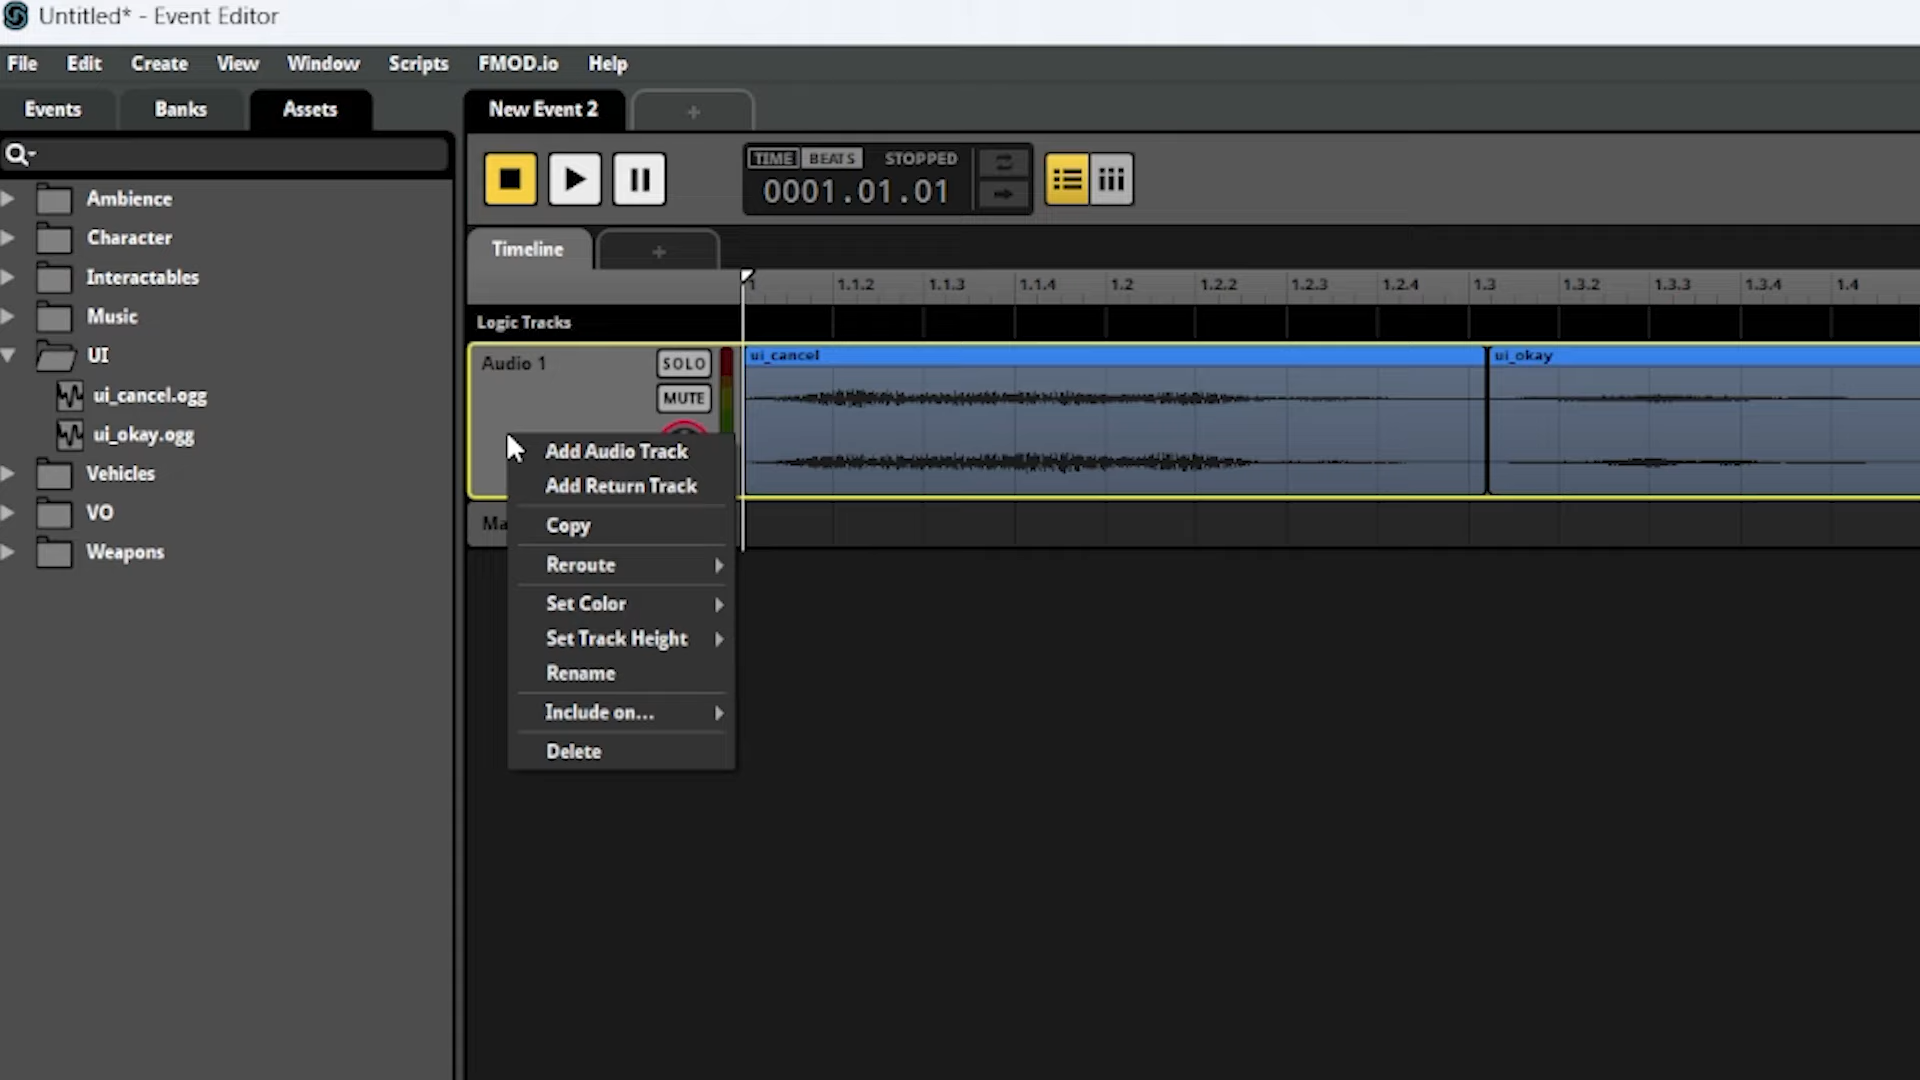 Untitled* - Event Editor
File Edit Create View Window Scripts FMOD.io Help
Events Banks Assets
New Event 2 +
TIME BEATS STOPPED
0001.01.01
Ambience
Character
Interactables
Music
UI
ui_cancel.ogg
ui_okay.ogg
Vehicles
VO
Weapons
Timeline +
1 1.1.2 1.1.3 1.1.4 1.2 1.2.2 1.2.3 1.2.4 1.3 1.3.2 1.3.3 1.3.4 1.4
Logic Tracks
Audio 1 SOLO ui_cancel ui_okay
MUTE
Ma
Add Audio Track
Add Return Track
Copy
Reroute
Set Color
Set Track Height
Rename
Include on...
Delete